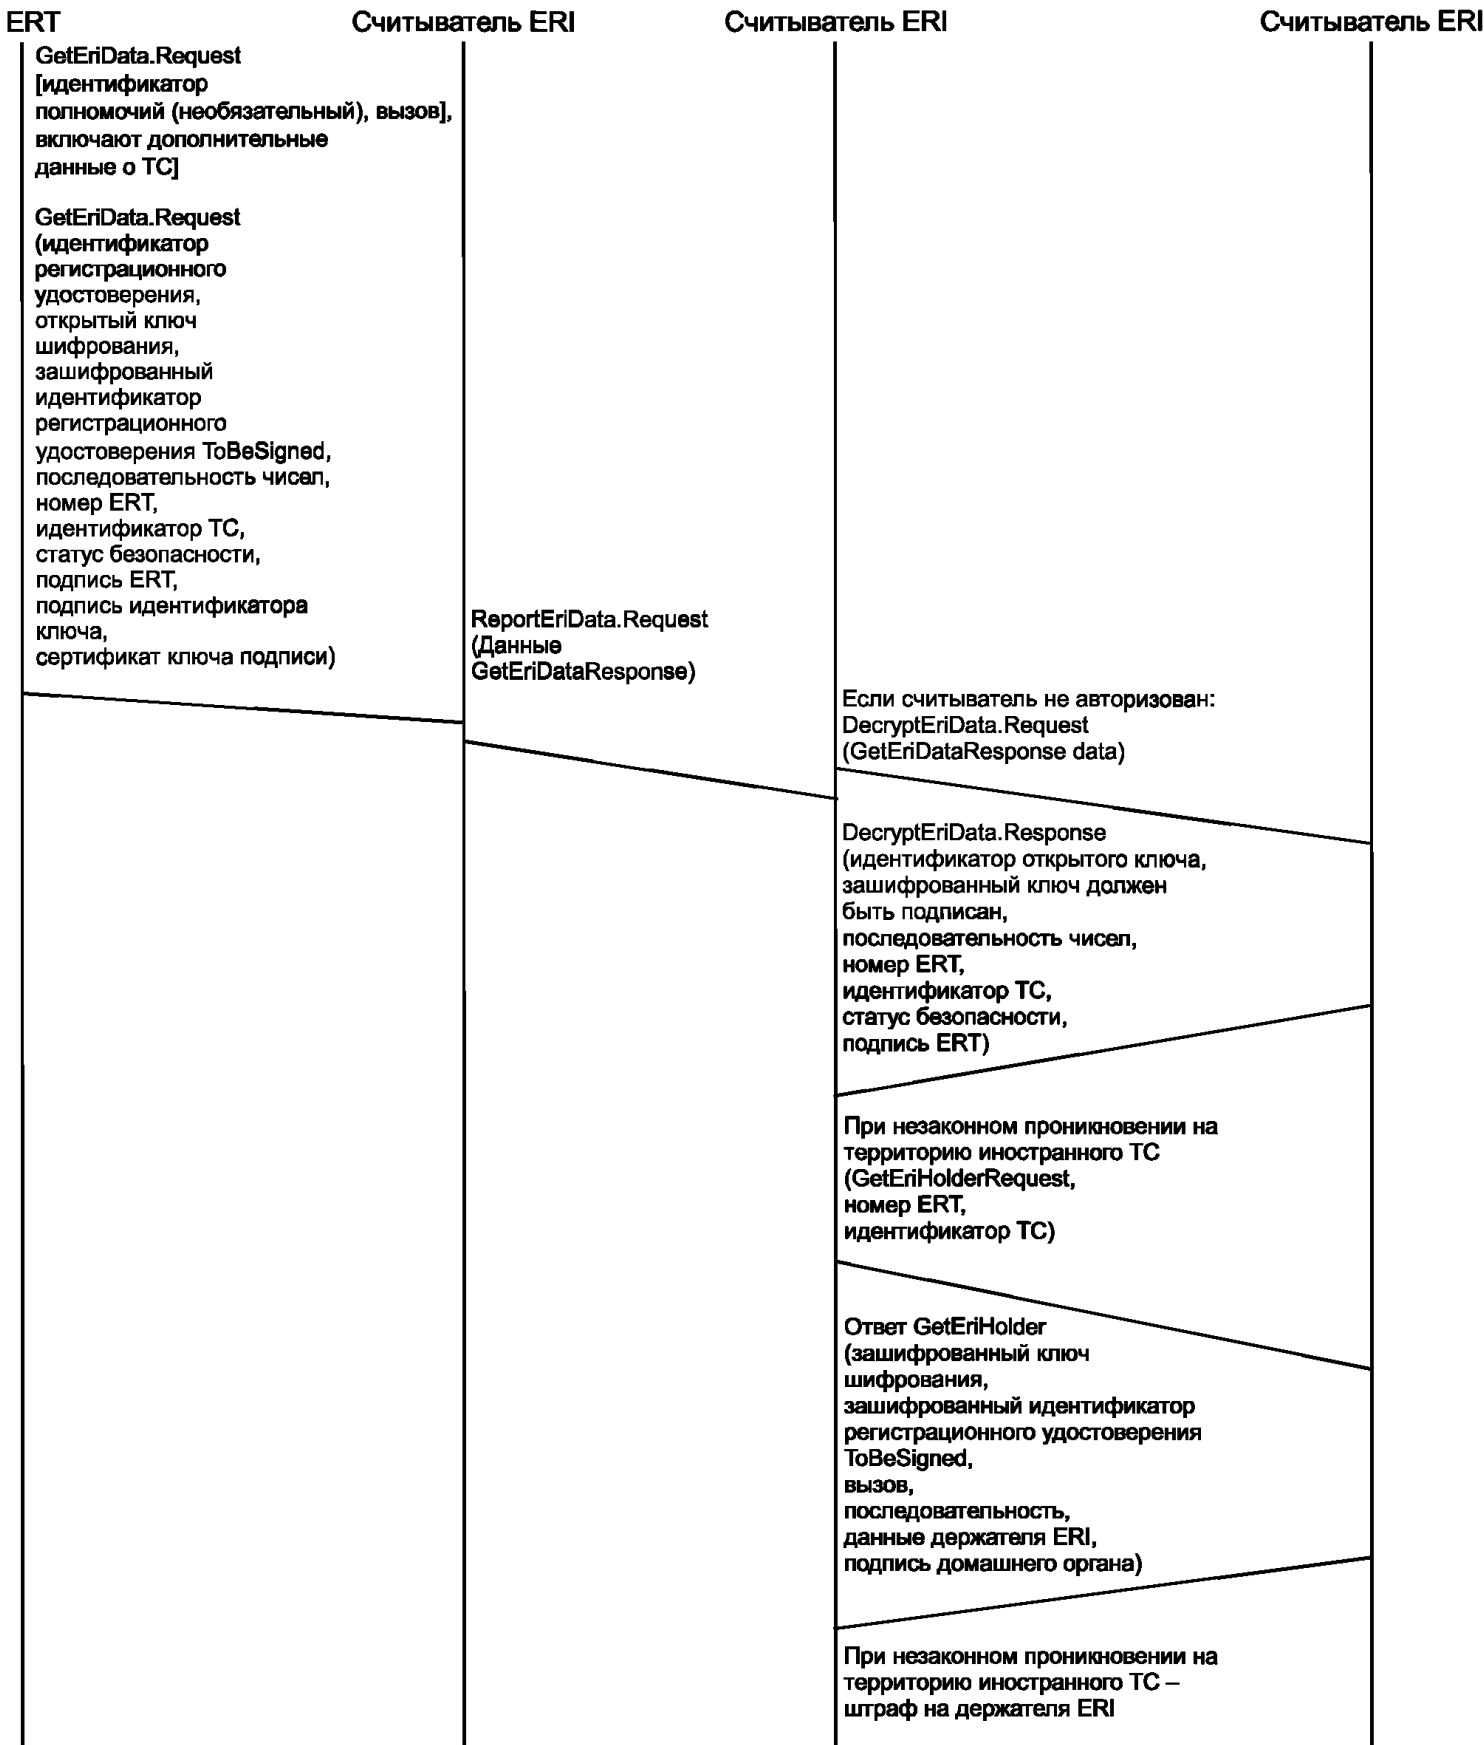 ERT
Считыватель ERI
Считыватель ERI
Считыватель ERI
GetEriData.Request
[идентификатор
полномочий (необязательный), вызов],
включают дополнительные
данные о ТС]
GetEriData.Request
(идентификатор
регистрационного
удостоверения,
открытый ключ
шифрования,
зашифрованный
идентификатор
регистрационного
удостоверения ToBeSigned,
последовательность чисел,
номер ERT,
идентификатор ТС,
статус безопасности,
подпись ERT,
подпись идентификатора
ключа,
сертификат ключа подписи)
ReportEriData.Request
(Данные
GetEriDataResponse)
Если считыватель не авторизован:
DecryptEriData.Request
(GetEriDataResponse data)
DecryptEriData.Response
(идентификатор открытого ключа,
зашифрованный ключ должен
быть подписан,
последовательность чисел,
номер ERT,
идентификатор ТС,
статус безопасности,
подпись ERT)
При незаконном проникновении на
территорию иностранного ТС
(GetEriHolderRequest,
номер ERT,
идентификатор ТС)
Ответ GetEriHolder
(зашифрованный ключ
шифрования,
зашифрованный идентификатор
регистрационного удостоверения
ToBeSigned,
вызов,
последовательность,
данные держателя ERI,
подпись домашнего органа)
При незаконном проникновении на
территорию иностранного ТС –
штраф на держателя ERI